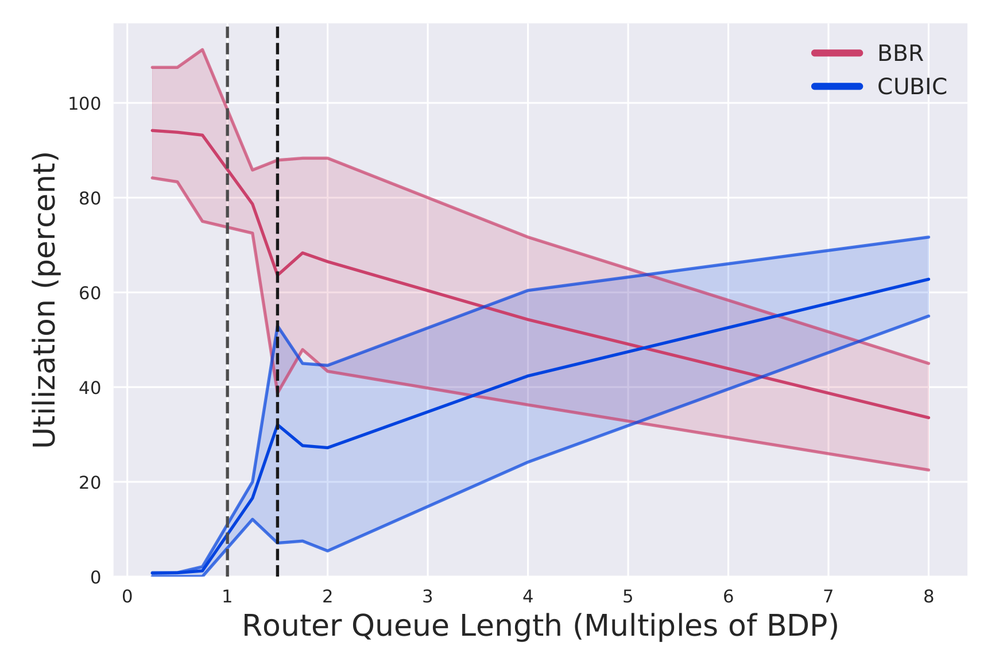 BBR
CUBIC
Utilization (percent)
100
80
60
40
20
0
0 1 2 3 4 5 6 7 8
Router Queue Length (Multiples of BDP)